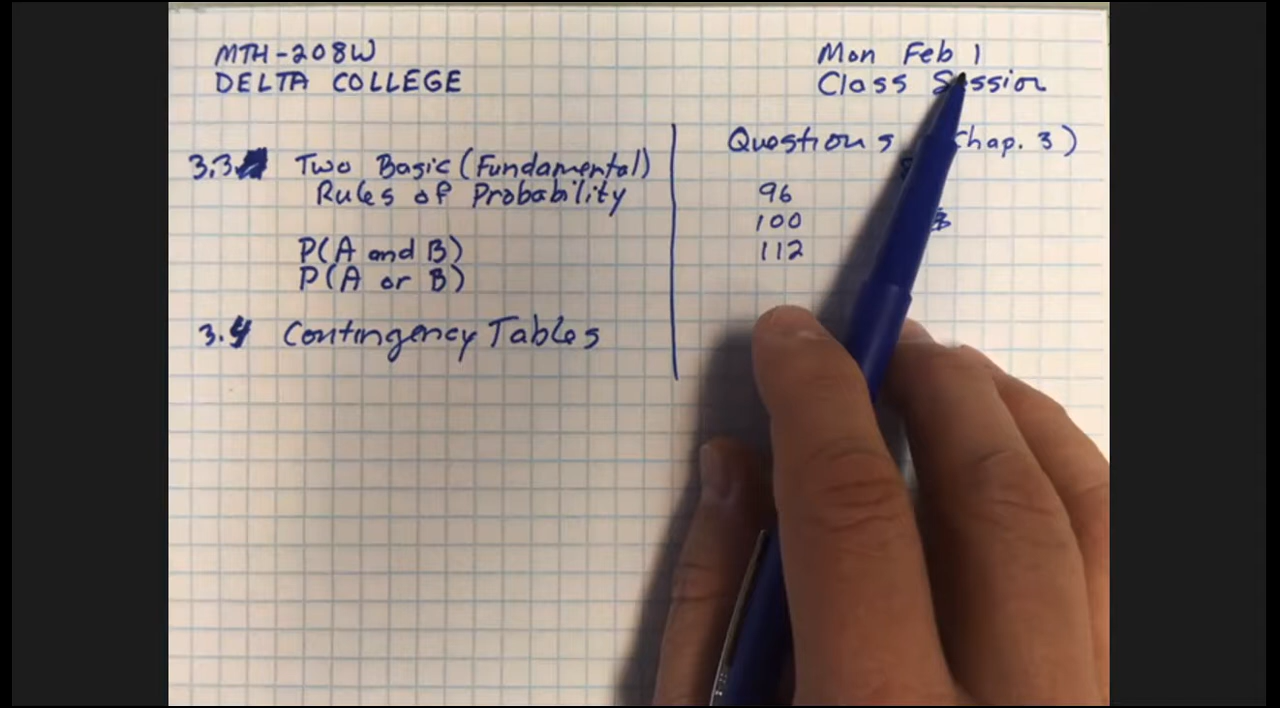 MTH-208W
DELTA COLLEGE
Mon Feb 1
Class Session
3.3 Two Basic (Fundamental)
Rules of Probability
P(A and B)
P(A or B)
3.4 Contingency Tables
Questions (Chap. 3)
96
100
112